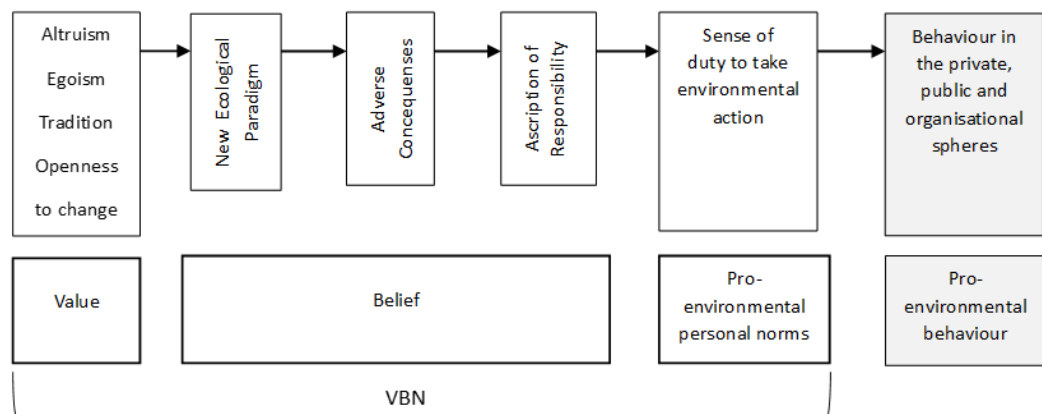 Altruism
Egoism
Tradition
Openness
to change
New Ecological
Paradigm
Adverse
Concequenses
Ascription of
Responsibility
Sense of
duty to take
environmental
action
Behaviour in
the private,
public and
organisational
spheres
Value
Belief
Pro-
environmental
personal norms
Pro-
environmental
behaviour
VBN